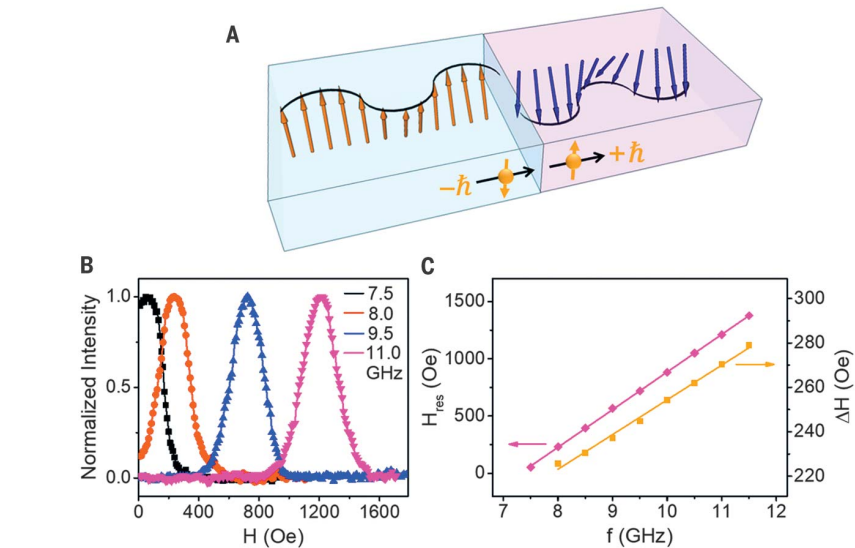 A
-ħ
+ħ
B
C
Normalized Intensity
1.0
0.5
0.0
7.5
8.0
9.5
11.0
GHz
0 400 800 1200 1600
H (Oe)
H_res (Oe)
1500
1000
500
0
300
280
260
240
220
ΔH (Oe)
7 8 9 10 11 12
f (GHz)